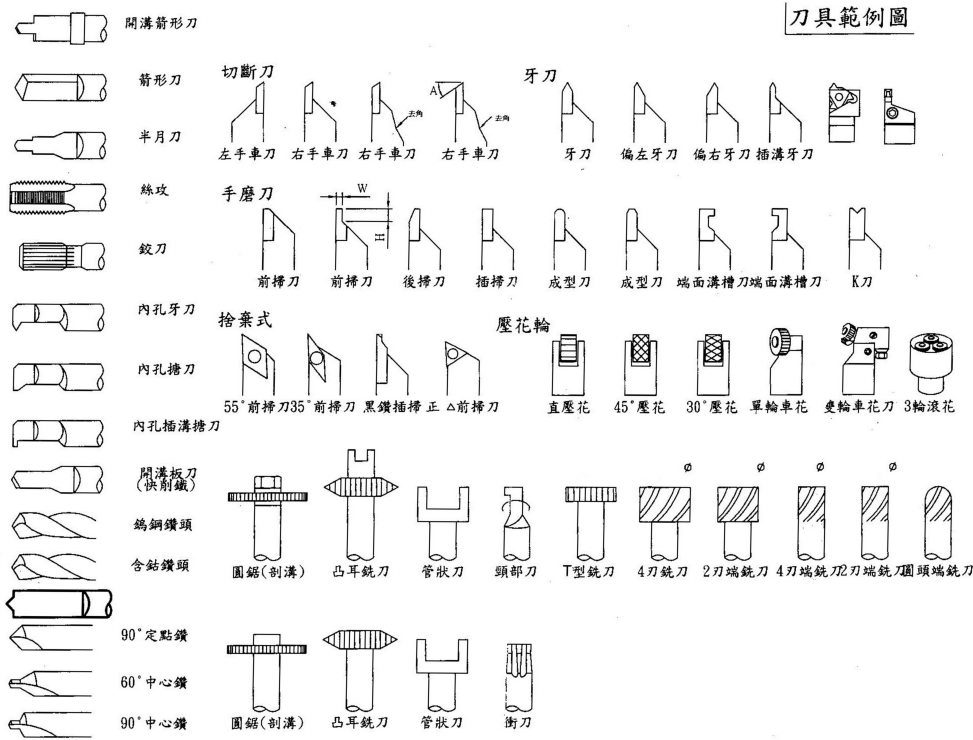 刀具範例圖
開溝箭形刀
箭形刀
半月刀
絲攻
鉸刀
內孔牙刀
內孔搪刀
內孔插溝搪刀
開溝板刀
(快削鐵)
鎢鋼鑽頭
含鈷鑽頭
90°定點鑽
60°中心鑽
90°中心鑽
切斷刀
A
去角
去角
左手車刀
右手車刀
右手車刀
右手車刀
牙刀
牙刀
偏左牙刀
偏右牙刀
插溝牙刀
手磨刀
W
H
前掃刀
前掃刀
後掃刀
插掃刀
成型刀
成型刀
端面溝槽刀
端面溝槽刀
K刀
捨棄式
55°前掃刀
35°前掃刀
黑鑽插掃
正 △前掃刀
壓花輪
直壓花
45°壓花
30°壓花
單輪車花
雙輪車花刀
3輪滾花
ø
ø
ø
ø
圓鋸(剖溝)
凸耳銑刀
管狀刀
頸部刀
T型銑刀
4刃銑刀
2刃端銑刀
4刃端銑刀
2刃端銑刀
圓頭端銑刀
圓鋸(剖溝)
凸耳銑刀
管狀刀
衝刀